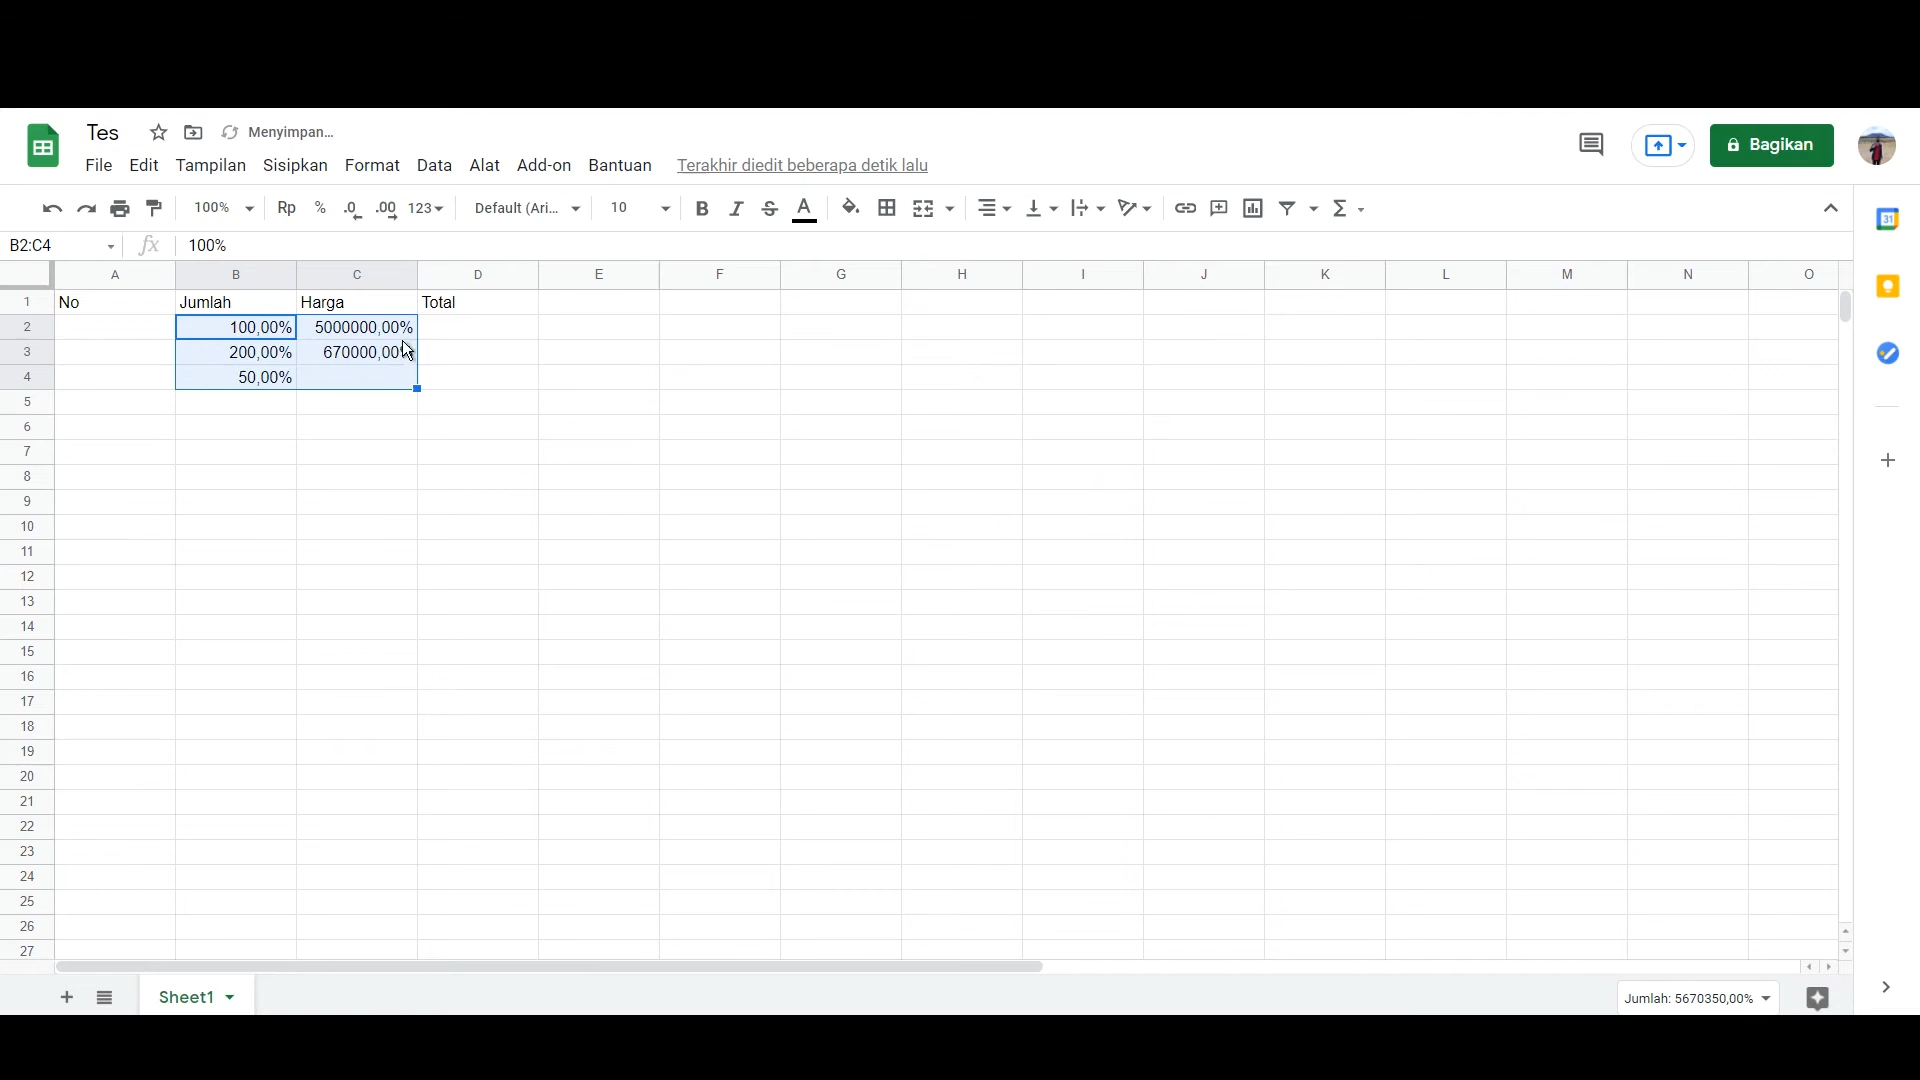 Tes Menyimpan...
File Edit Tampilan Sisipkan Format Data Alat Add-on Bantuan Terakhir diedit beberapa detik lalu
Bagikan
100% Rp % .0 .00 123 Default (Ari... 10 B I S A Σ
31
B2:C4 fx 100%
A B C D E F G H I J K L M N O
1 No Jumlah Harga Total
2 100,00% 5000000,00%
3 200,00% 670000,00%
4 50,00%
5
6
7
8
9
10
11
12
13
14
15
16
17
18
19
20
21
22
23
24
25
26
27
Sheet1 Jumlah: 5670350,00%